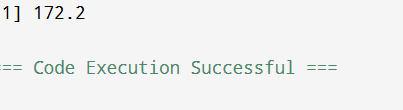 1] 172.2
=== Code Execution Successful ===